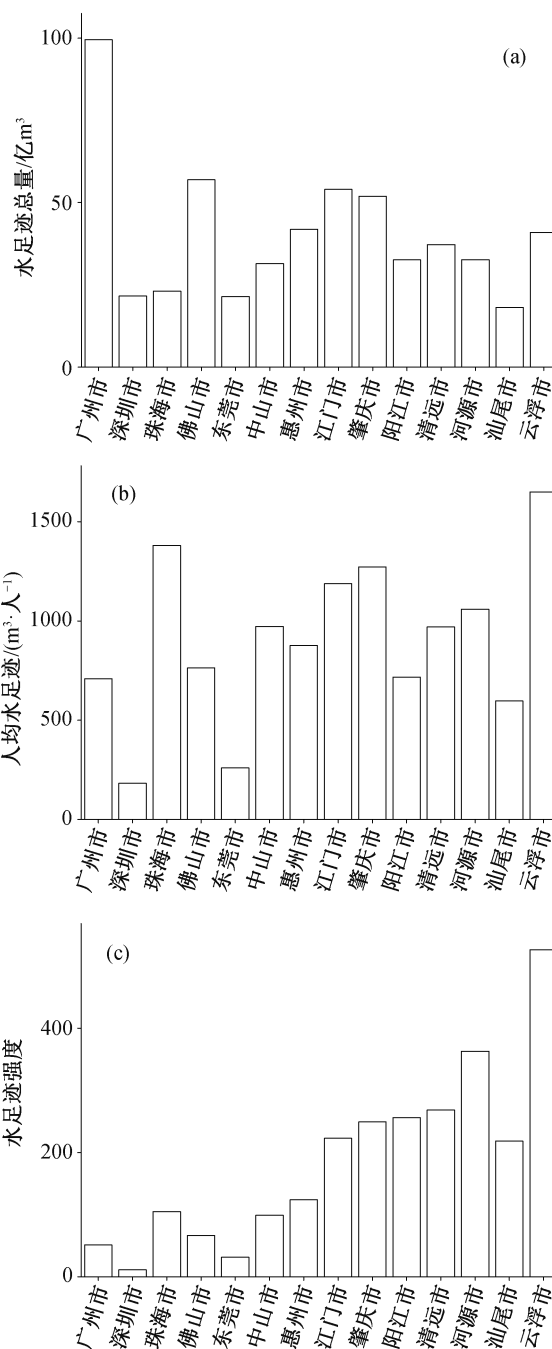 (a)
水足迹总量/亿m³
100
50
0
广州市 深圳市 珠海市 佛山市 东莞市 中山市 惠州市 江门市 肇庆市 阳江市 清远市 河源市 汕尾市 云浮市
(b)
人均水足迹/(m³·人⁻¹)
1500
1000
500
0
广州市 深圳市 珠海市 佛山市 东莞市 中山市 惠州市 江门市 肇庆市 阳江市 清远市 河源市 汕尾市 云浮市
(c)
水足迹强度
400
200
0
广州市 深圳市 珠海市 佛山市 东莞市 中山市 惠州市 江门市 肇庆市 阳江市 清远市 河源市 汕尾市 云浮市